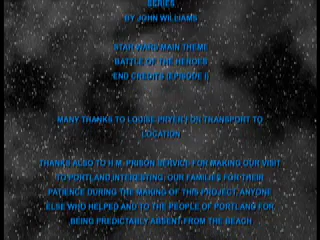 SERIES
BY JOHN WILLIAMS
STAR WARS MAIN THEME
BATTLE OF THE HEROES
END CREDITS (EPISODE I)
MANY THANKS TO LOUISE PRYER FOR TRANSPORT TO
LOCATION
THANKS ALSO TO H.M. PRISON SERVICE FOR MAKING OUR VISIT
TO PORTLAND INTERESTING, OUR FAMILIES FOR THEIR
PATIENCE DURING THE MAKING OF THIS PROJECT, ANYONE
ELSE WHO HELPED AND TO THE PEOPLE OF PORTLAND FOR
BEING PREDICTABLY ABSENT FROM THE BEACH